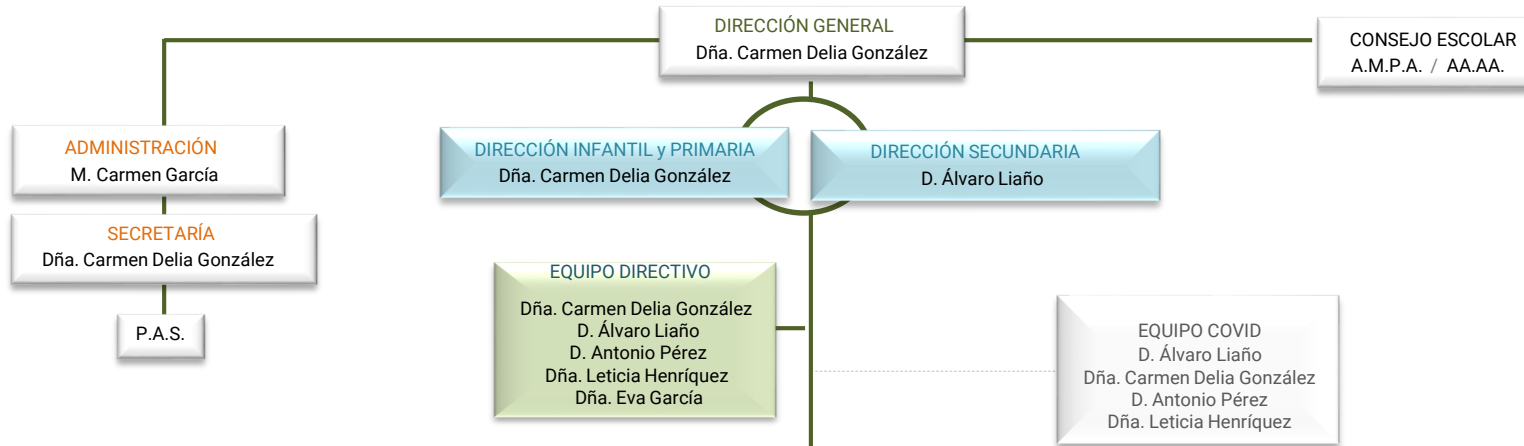 DIRECCIÓN GENERAL
Dña. Carmen Delia González
CONSEJO ESCOLAR
A.M.P.A. / AA.AA.
ADMINISTRACIÓN
M. Carmen García
DIRECCIÓN INFANTIL y PRIMARIA
Dña. Carmen Delia González
DIRECCIÓN SECUNDARIA
D. Álvaro Liaño
SECRETARÍA
Dña. Carmen Delia González
P.A.S.
EQUIPO DIRECTIVO
Dña. Carmen Delia González
D. Álvaro Liaño
D. Antonio Pérez
Dña. Leticia Henríquez
Dña. Eva García
EQUIPO COVID
D. Álvaro Liaño
Dña. Carmen Delia González
D. Antonio Pérez
Dña. Leticia Henríquez